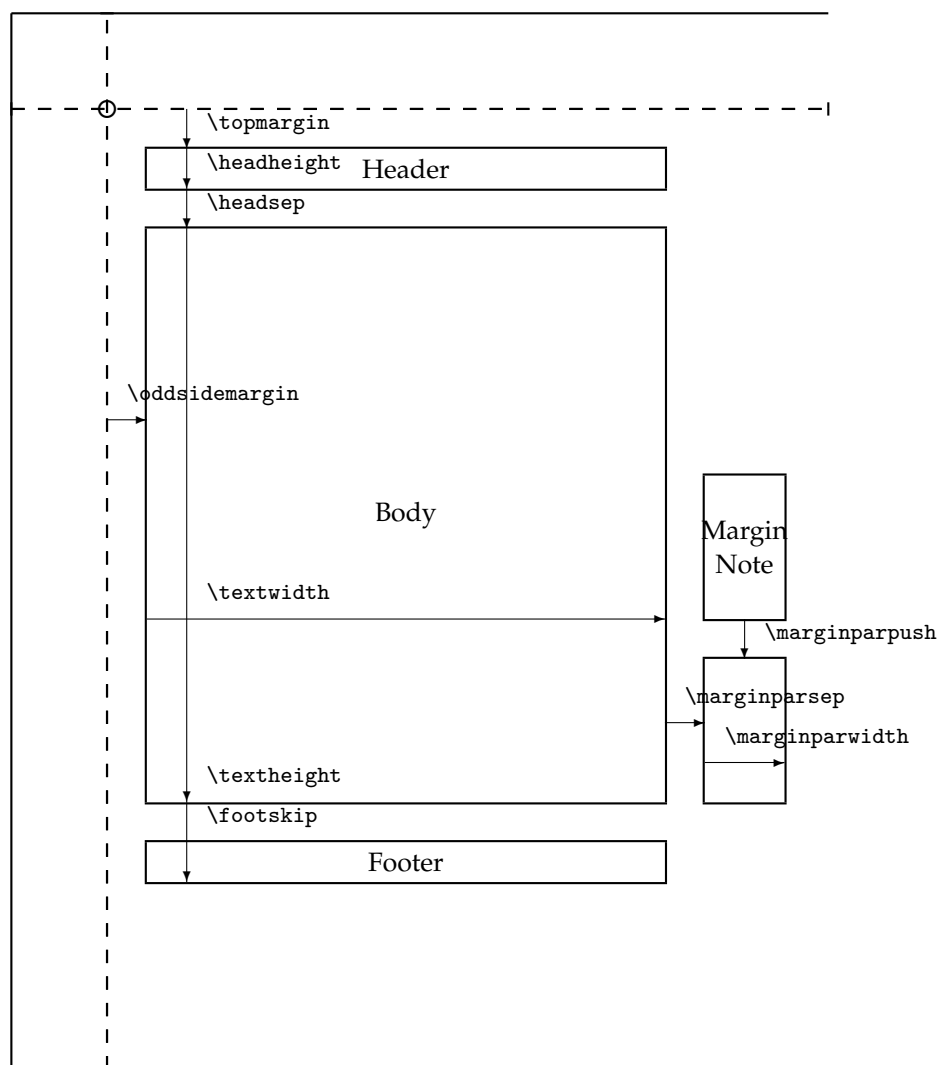 \topmargin
\headheight
Header
\headsep
\oddsidemargin
Body
Margin
Note
\textwidth
\marginparpush
\marginparsep
\marginparwidth
\textheight
\footskip
Footer